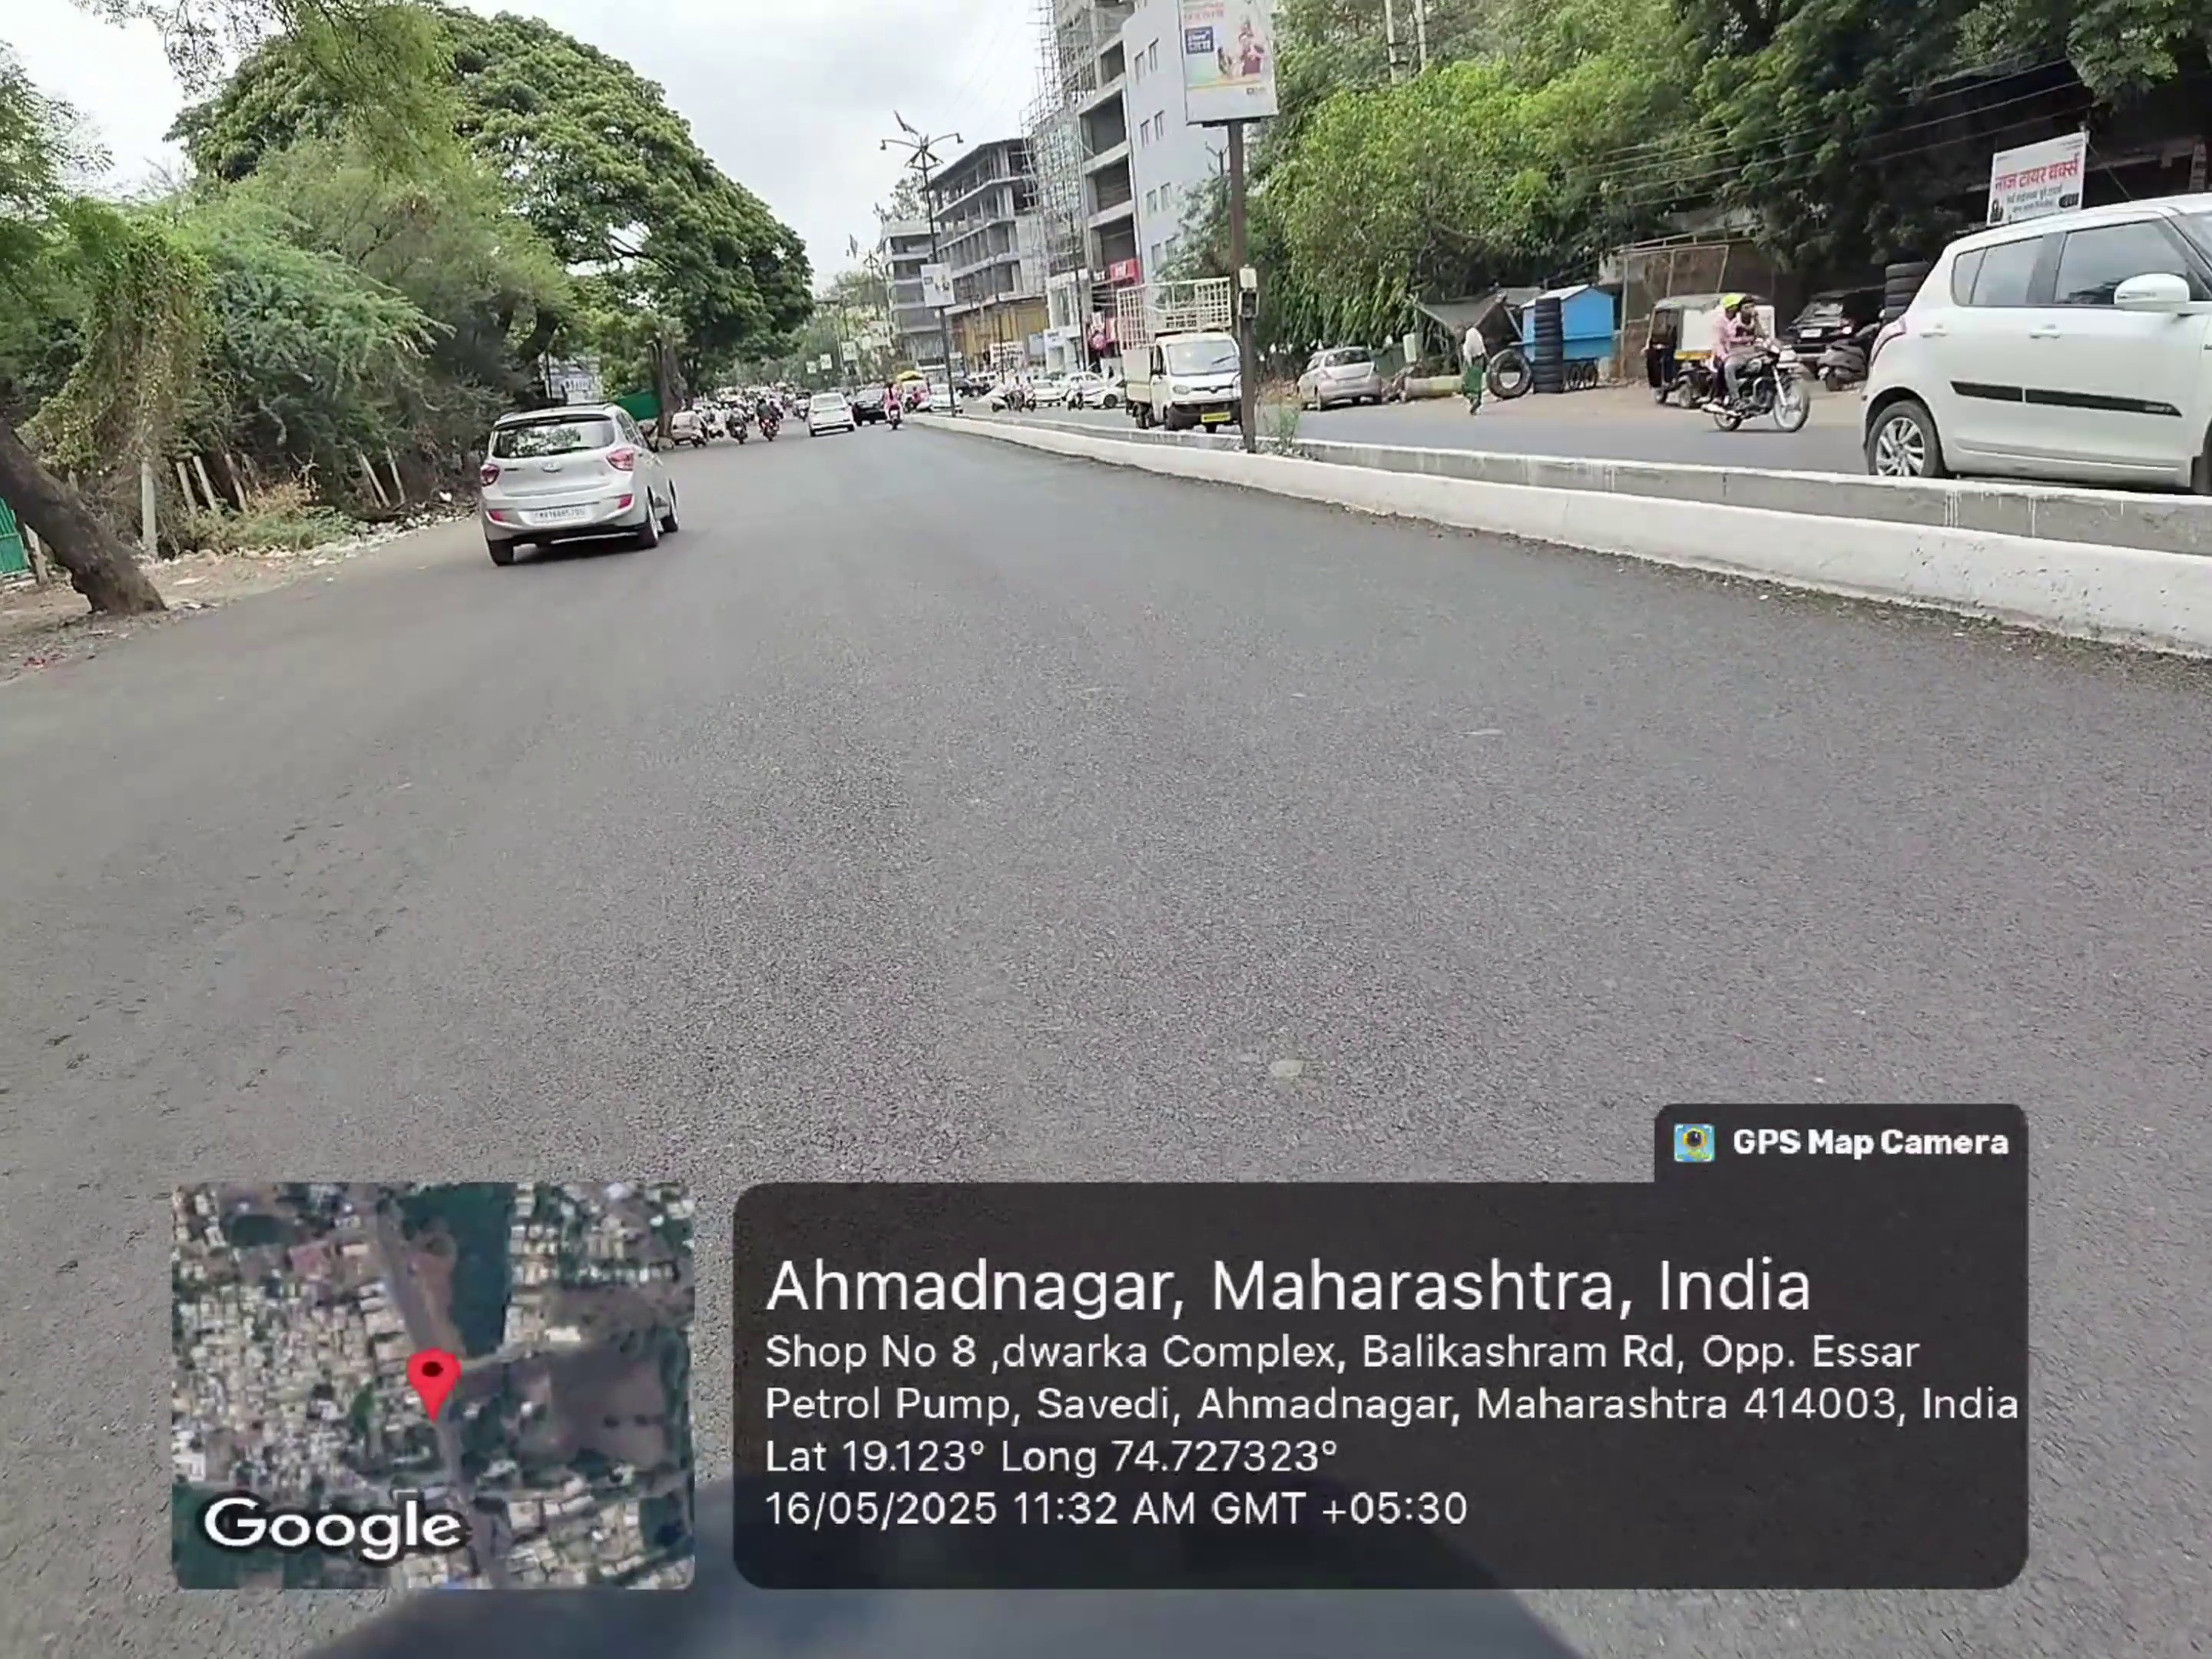 नाज टायर वर्क्स
GPS Map Camera
Ahmadnagar, Maharashtra, India
Shop No 8 ,dwarka Complex, Balikashram Rd, Opp. Essar
Petrol Pump, Savedi, Ahmadnagar, Maharashtra 414003, India
Lat 19.123° Long 74.727323°
16/05/2025 11:32 AM GMT +05:30
Google